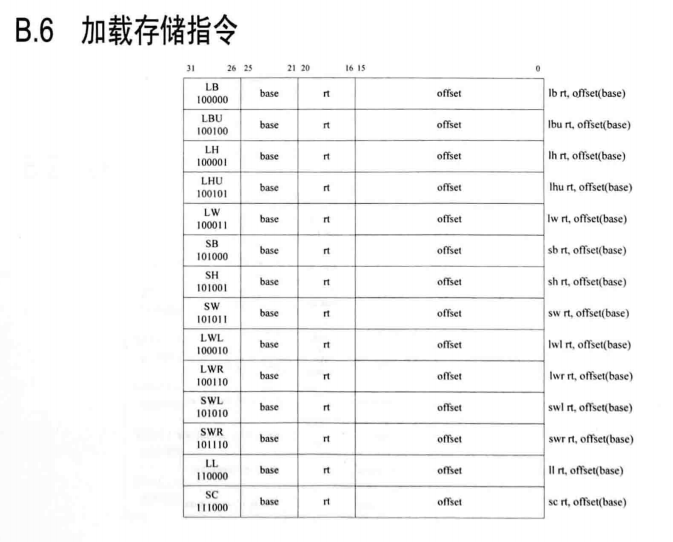 B.6 加载存储指令
31 26 25 21 20 16 15 0
LB
100000 base rt offset lb rt, offset(base)
LBU
100100 base rt offset lbu rt, offset(base)
LH
100001 base rt offset lh rt, offset(base)
LHU
100101 base rt offset lhu rt, offset(base)
LW
100011 base rt offset lw rt, offset(base)
SB
101000 base rt offset sb rt, offset(base)
SH
101001 base rt offset sh rt, offset(base)
SW
101011 base rt offset sw rt, offset(base)
LWL
100010 base rt offset lwl rt, offset(base)
LWR
100110 base rt offset lwr rt, offset(base)
SWL
101010 base rt offset swl rt, offset(base)
SWR
101110 base rt offset swr rt, offset(base)
LL
110000 base rt offset ll rt, offset(base)
SC
111000 base rt offset sc rt, offset(base)